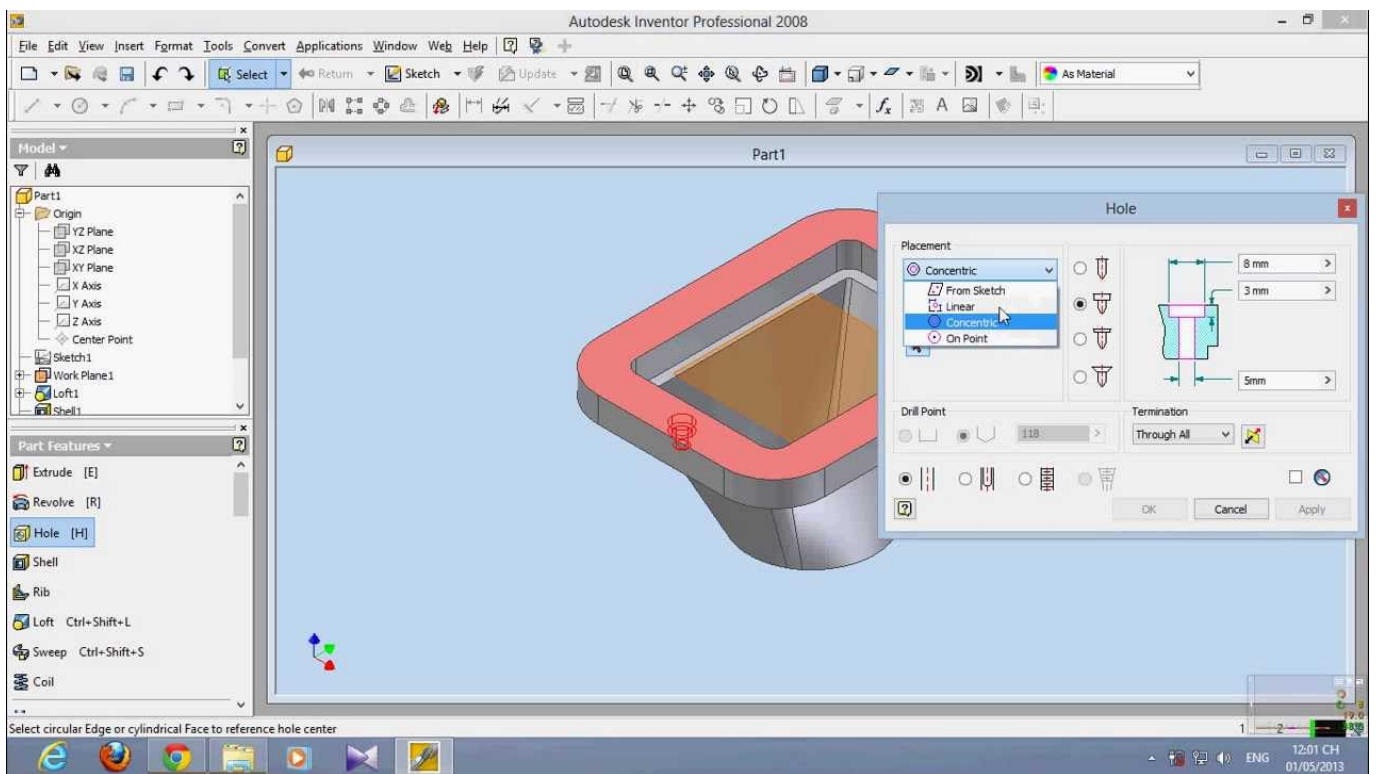 Autodesk Inventor Professional 2008
File Edit View Insert Format Tools Convert Applications Window Web Help
Select Return Sketch Update As Material
Model
Part1
Origin
YZ Plane
XZ Plane
XY Plane
X Axis
Y Axis
Z Axis
Center Point
Sketch1
Work Plane1
Loft1
Shell1
Part Features
Extrude [E]
Revolve [R]
Hole [H]
Shell
Rib
Loft Ctrl+Shift+L
Sweep Ctrl+Shift+S
Coil
Part1
Hole
Placement
Concentric
From Sketch
Linear
Concentric
On Point
8 mm
3 mm
5mm
Drill Point
118
Termination
Through All
OK Cancel Apply
Select circular Edge or cylindrical Face to reference hole center
1 2
ENG
12:01 CH
01/05/2013